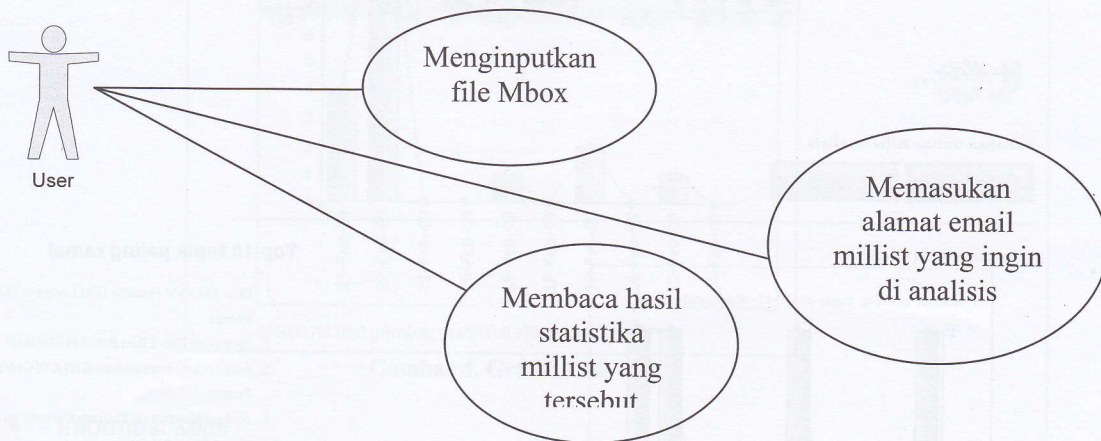 Menginputkan
file Mbox
User
Memasukan
alamat email
millist yang ingin
di analisis
Membaca hasil
statistika
millist yang
tersebut